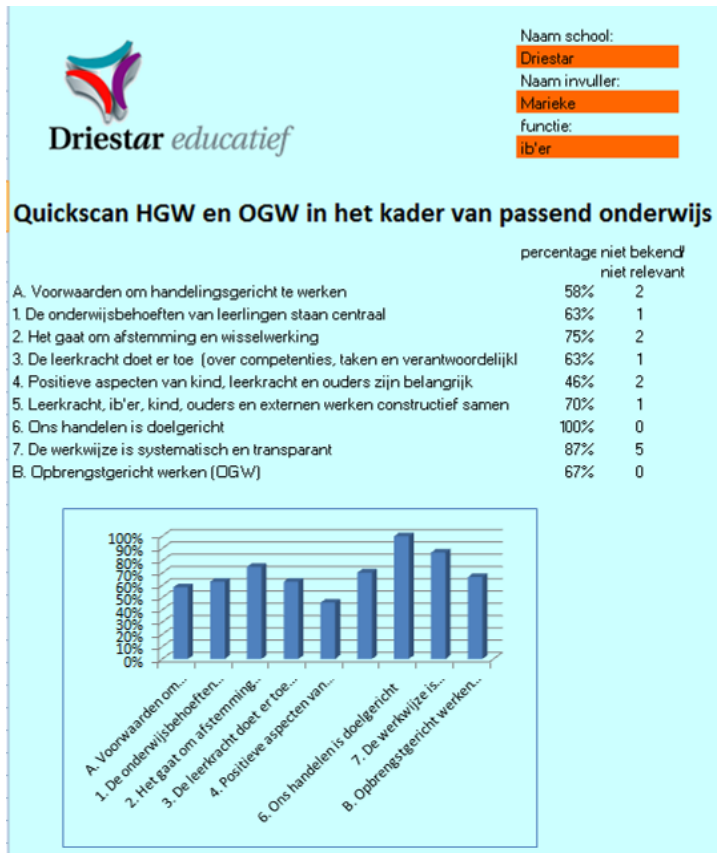 Driestar educatief
Naam school:
Driestar
Naam invuller:
Marieke
functie:
ib'er
Quickscan HGW en OGW in het kader van passend onderwijs
percentage niet bekend/
niet relevant
A. Voorwaarden om handelingsgericht te werken 58% 2
1. De onderwijsbehoeften van leerlingen staan centraal 63% 1
2. Het gaat om afstemming en wisselwerking 75% 2
3. De leerkracht doet er toe (over competenties, taken en verantwoordelijkl 63% 1
4. Positieve aspecten van kind, leerkracht en ouders zijn belangrijk 46% 2
5. Leerkracht, ib'er, kind, ouders en externen werken constructief samen 70% 1
6. Ons handelen is doelgericht 100% 0
7. De werkwijze is systematisch en transparant 87% 5
B. Opbrengstgericht werken (OGW) 67% 0
100%
90%
80%
70%
60%
50%
40%
30%
20%
10%
0%
A. Voorwaarden om...
1. De onderwijsbehoeften...
2. Het gaat om afstemming...
3. De leerkracht doet er toe...
4. Positieve aspecten van...
6. Ons handelen is doelgericht
7. De werkwijze is...
B. Opbrengstgericht werken...